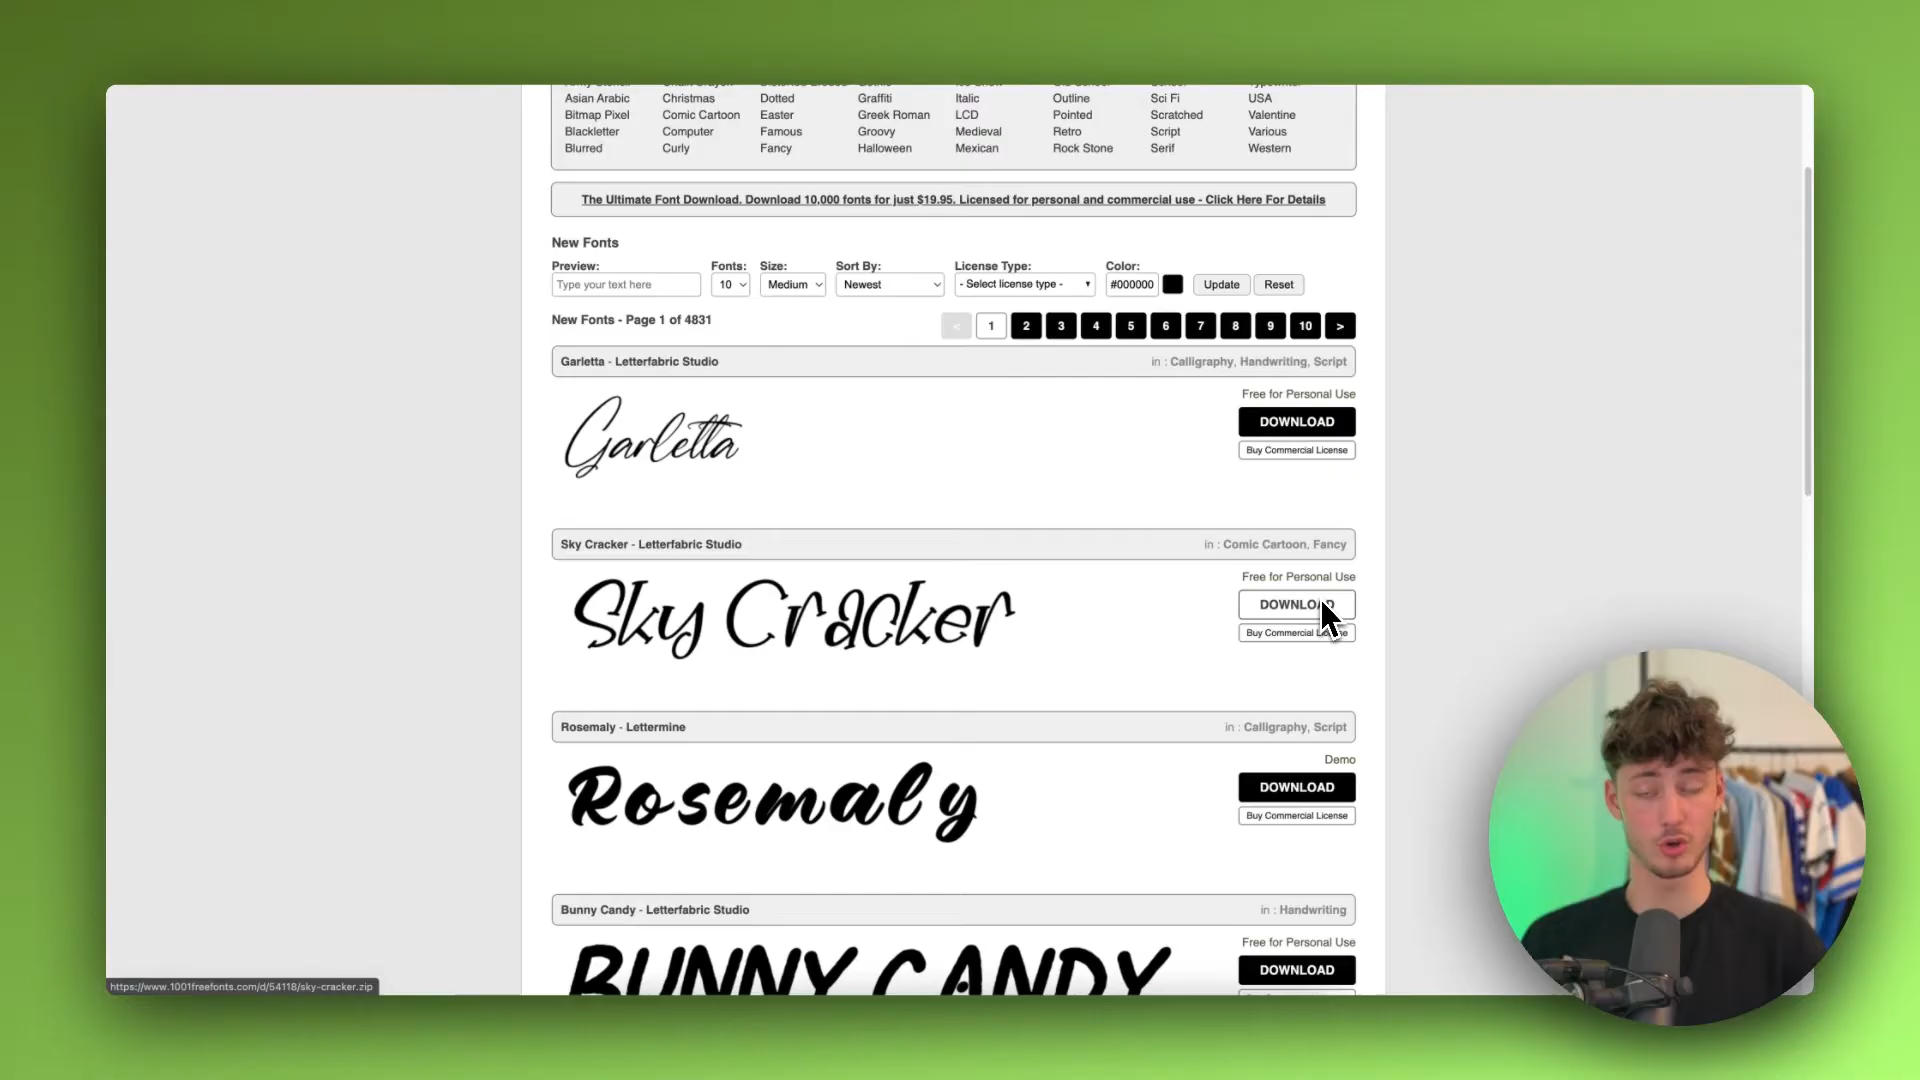 Asian Arabic Christmas Dotted Graffiti Italic Outline Sci Fi USA
Bitmap Pixel Comic Cartoon Easter Greek Roman LCD Pointed Scratched Valentine
Blackletter Computer Famous Groovy Medieval Retro Script Various
Blurred Curly Fancy Halloween Mexican Rock Stone Serif Western
The Ultimate Font Download. Download 10,000 fonts for just $19.95. Licensed for personal and commercial use - Click Here For Details
New Fonts
Preview: Fonts: Size: Sort By: License Type: Color:
Type your text here 10 Medium Newest - Select license type - #000000 Update Reset
New Fonts - Page 1 of 4831 < 1 2 3 4 5 6 7 8 9 10 >
Garletta - Letterfabric Studio in : Calligraphy, Handwriting, Script
Free for Personal Use
Garletta
DOWNLOAD
Buy Commercial License
Sky Cracker - Letterfabric Studio in : Comic Cartoon, Fancy
Free for Personal Use
Sky Cracker
DOWNLOAD
Buy Commercial License
Rosemaly - Lettermine in : Calligraphy, Script
Demo
Rosemaly
DOWNLOAD
Buy Commercial License
Bunny Candy - Letterfabric Studio in : Handwriting
Free for Personal Use
BUNNY CANDY
DOWNLOAD
https://www.1001freefonts.com/d/54118/sky-cracker.zip